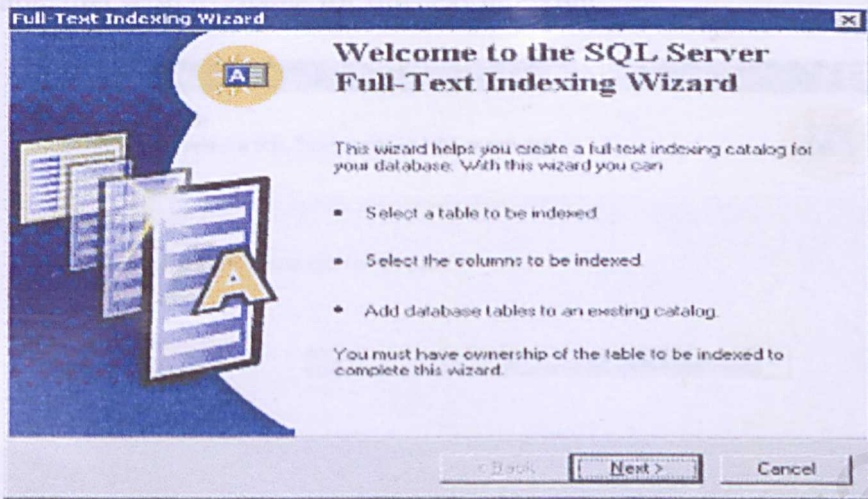 Full-Text Indexing Wizard
Welcome to the SQL Server
Full-Text Indexing Wizard
A
This wizard helps you create a full-text indexing catalog for
your database. With this wizard you can
• Select a table to be indexed
• Select the columns to be indexed.
• Add database tables to an existing catalog.
A
You must have ownership of the table to be indexed to
complete this wizard.
< Back
Next >
Cancel